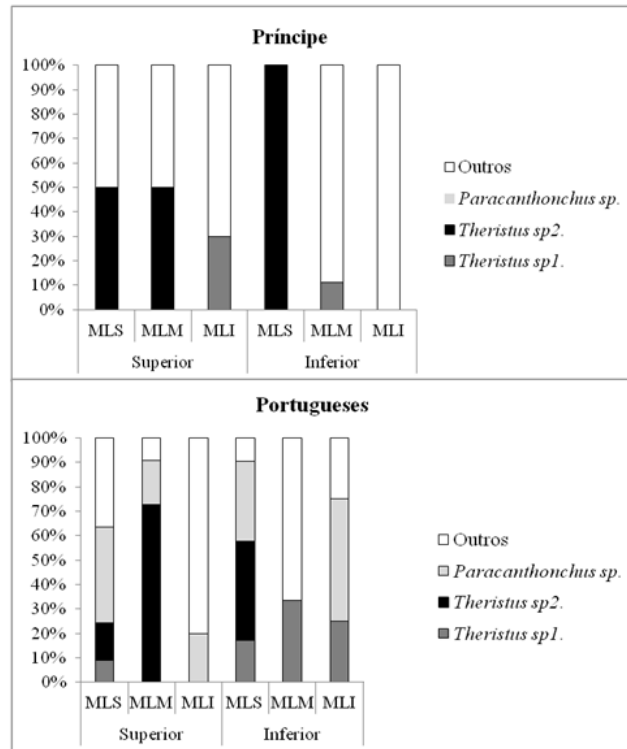 Príncipe
100%
90%
80%
70%
60%
50%
40%
30%
20%
10%
0%
MLS MLM MLI MLS MLM MLI
Superior Inferior
Outros
Paracanthonchus sp.
Theristus sp2.
Theristus sp1.
Portugueses
100%
90%
80%
70%
60%
50%
40%
30%
20%
10%
0%
MLS MLM MLI MLS MLM MLI
Superior Inferior
Outros
Paracanthonchus sp.
Theristus sp2.
Theristus sp1.